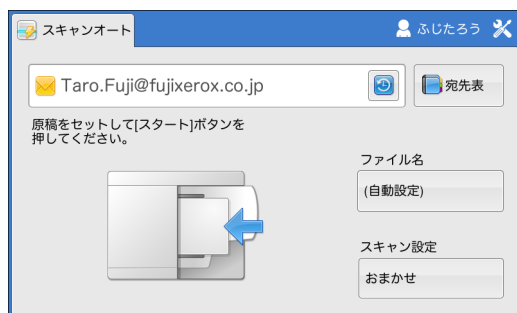 スキャンオート
ふじたろう
Taro.Fuji@fujixerox.co.jp
宛先表
原稿をセットして[スタート]ボタンを
押してください。
ファイル名
(自動設定)
スキャン設定
おまかせ